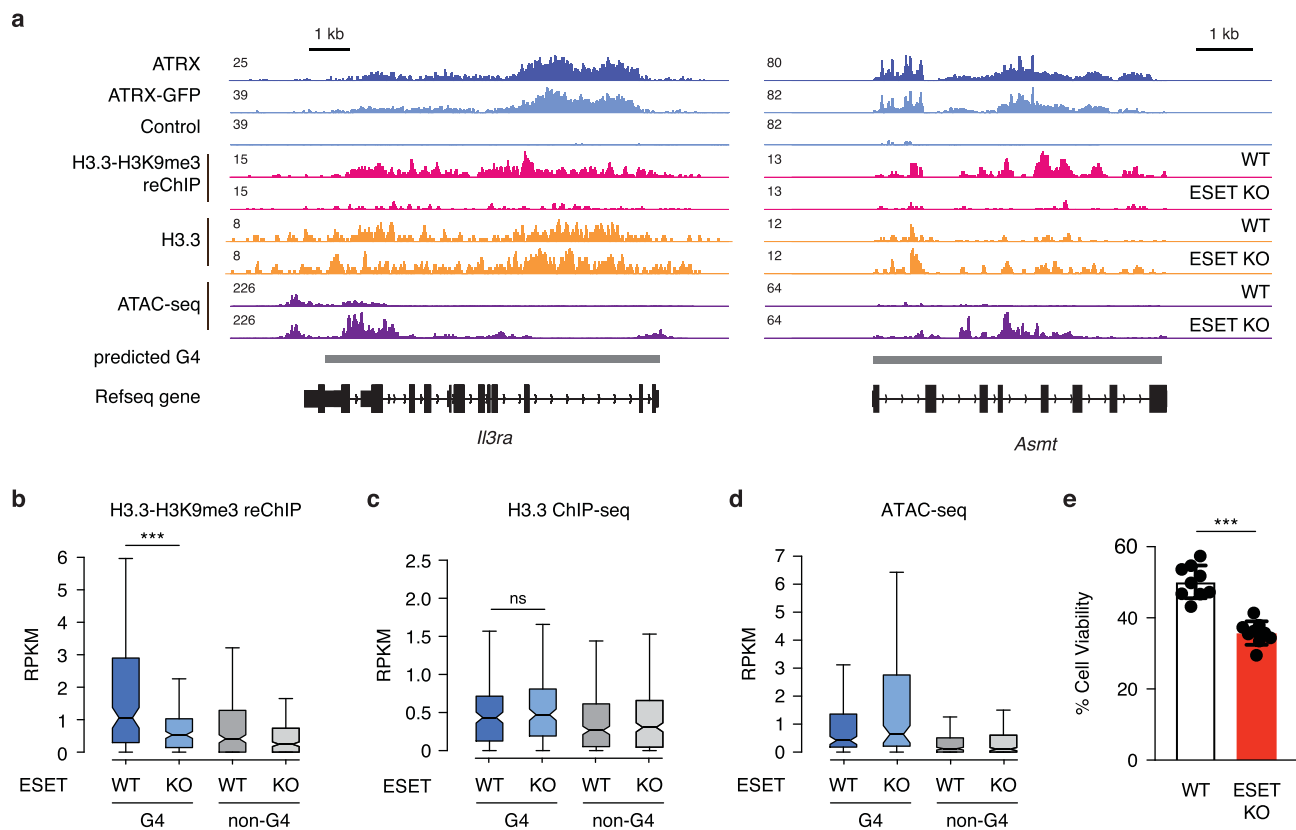 a
1 kb 1 kb
ATRX 25 80
ATRX-GFP 39 82
Control 39 82
H3.3-H3K9me3 reChIP 15 13 WT
15 13 ESET KO
H3.3 8 12 WT
8 12 ESET KO
ATAC-seq 226 64 WT
226 64 ESET KO
predicted G4
Refseq gene
Il3ra Asmt
b
H3.3-H3K9me3 reChIP
***
RPKM
6
5
4
3
2
1
0
ESET WT KO WT KO
G4 non-G4
c
H3.3 ChIP-seq
ns
RPKM
2.5
2.0
1.5
1.0
0.5
0
ESET WT KO WT KO
G4 non-G4
d
ATAC-seq
RPKM
7
6
5
4
3
2
1
0
ESET WT KO WT KO
G4 non-G4
e
***
% Cell Viability
60
40
20
0
WT ESET
KO